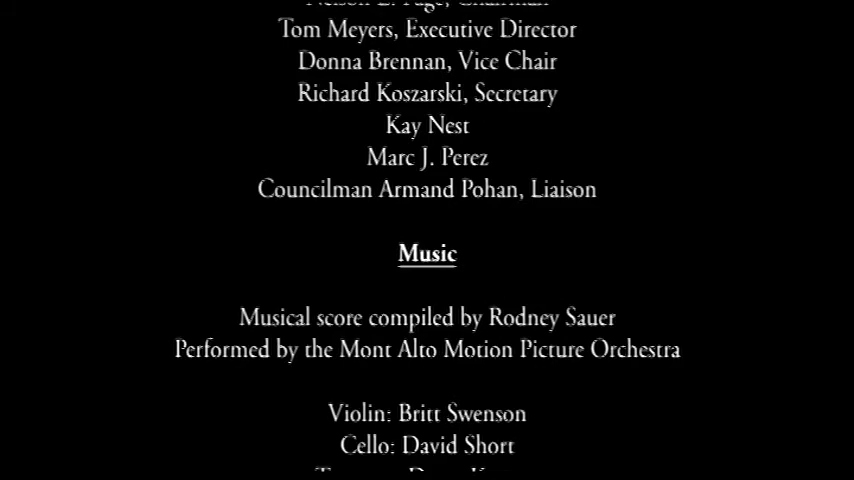 Tom Meyers, Executive Director
Donna Brennan, Vice Chair
Richard Koszarski, Secretary
Kay Nest
Marc J. Perez
Councilman Armand Pohan, Liaison
Music
Musical score compiled by Rodney Sauer
Performed by the Mont Alto Motion Picture Orchestra
Violin: Britt Swenson
Cello: David Short